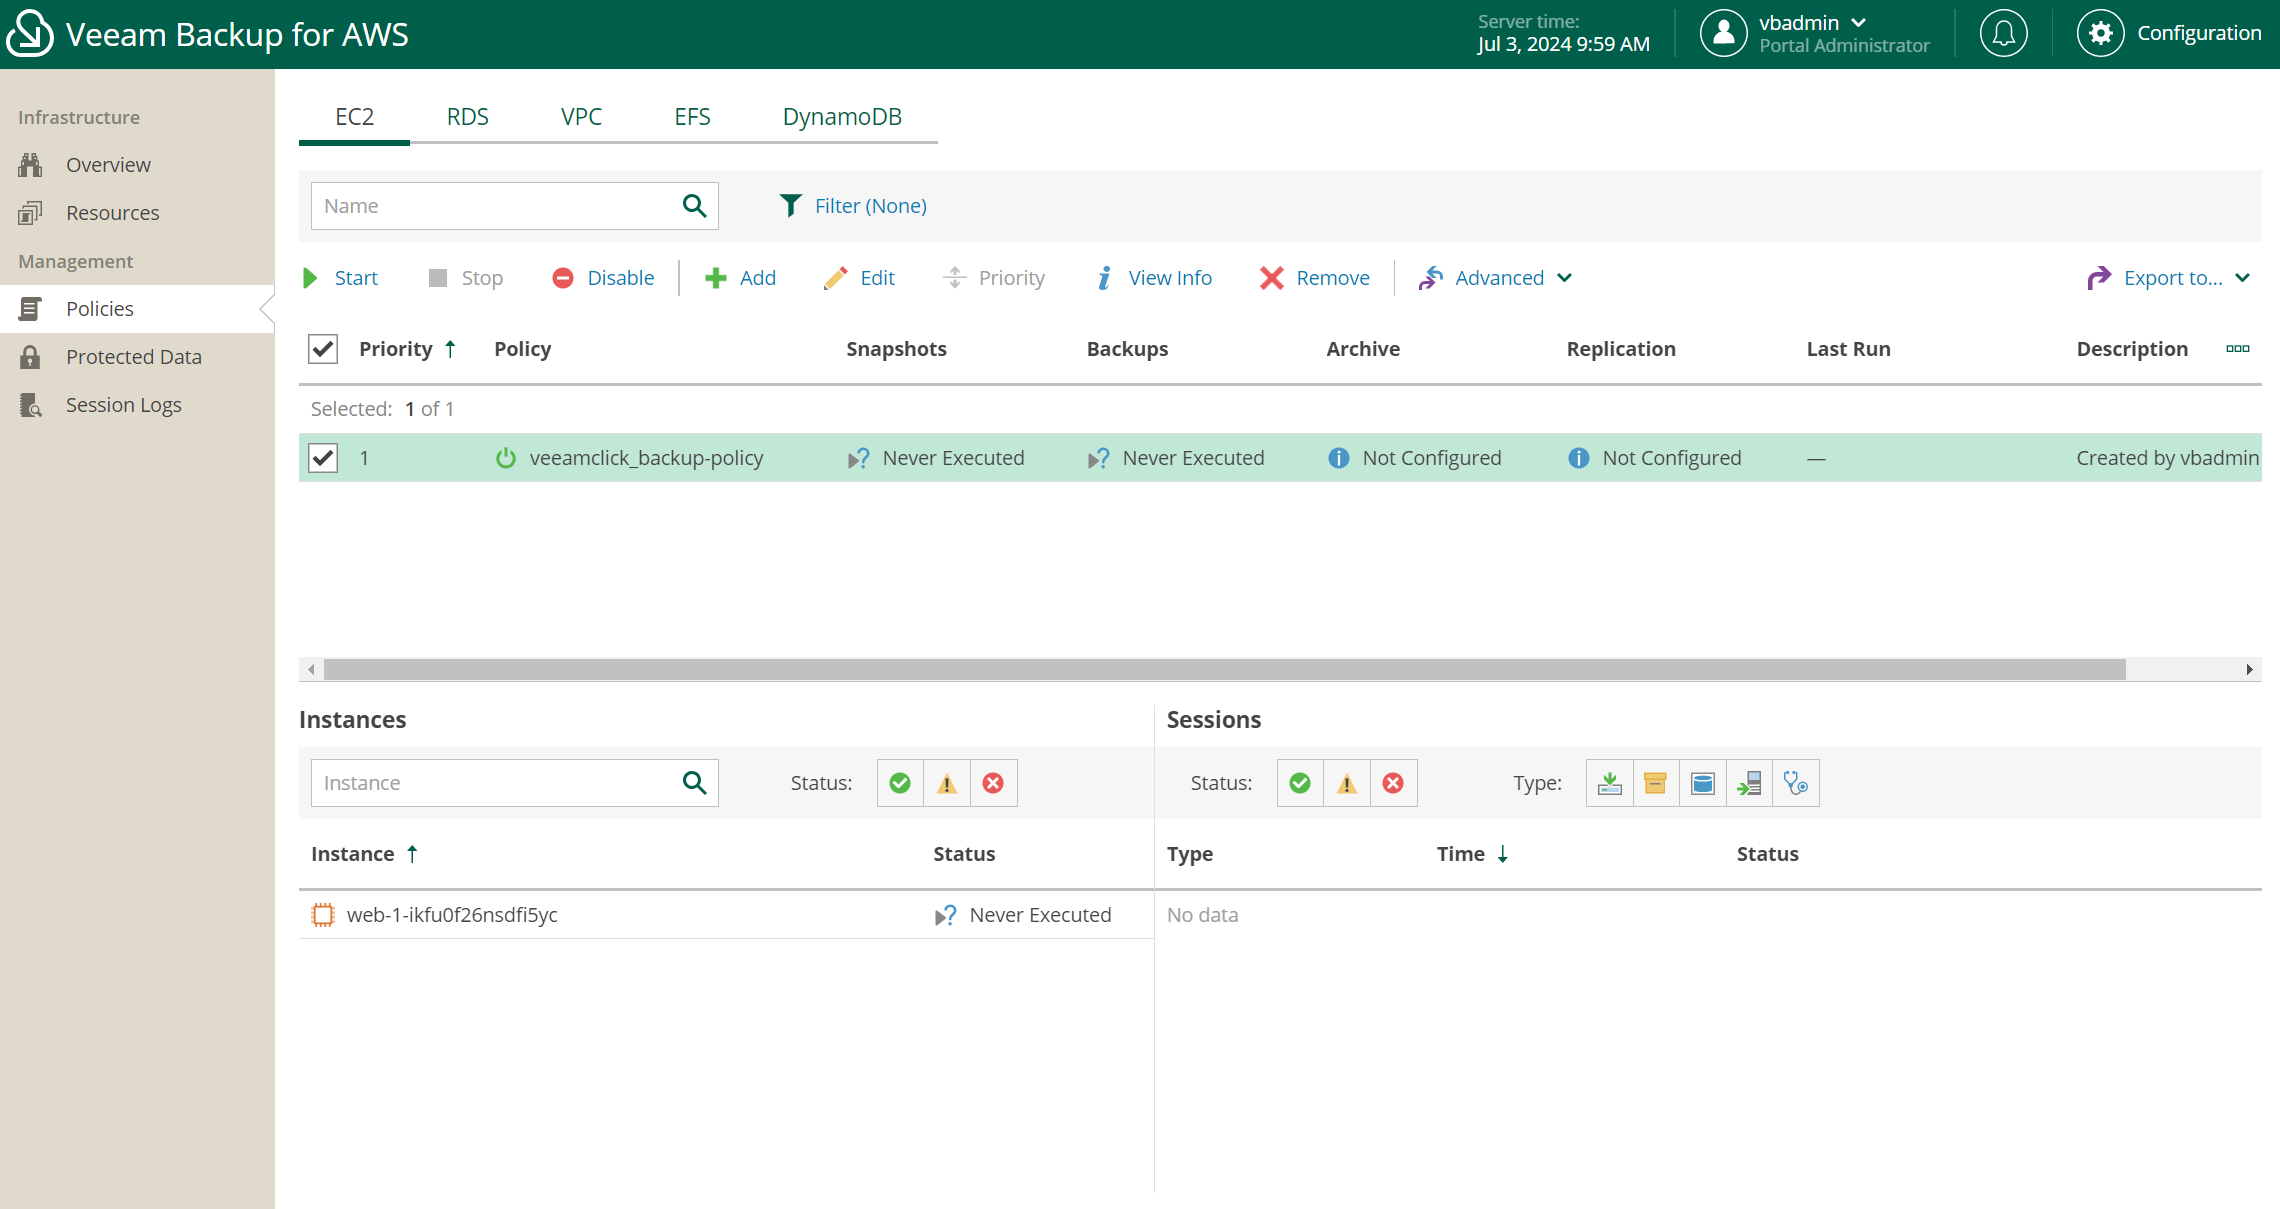 Veeam Backup for AWS
Server time:
Jul 3, 2024 9:59 AM
vbadmin
Portal Administrator
Configuration
Infrastructure
Overview
Resources
Management
Policies
Protected Data
Session Logs
EC2 RDS VPC EFS DynamoDB
Name
Filter (None)
Start Stop Disable Add Edit Priority View Info Remove Advanced Export to...
Priority Policy Snapshots Backups Archive Replication Last Run Description
Selected: 1 of 1
1 veeamclick_backup-policy Never Executed Never Executed Not Configured Not Configured — Created by vbadmin
Instances
Instance
Status:
Instance Status
web-1-ikfu0f26nsdfi5yc Never Executed
Sessions
Status: Type:
Type Time Status
No data